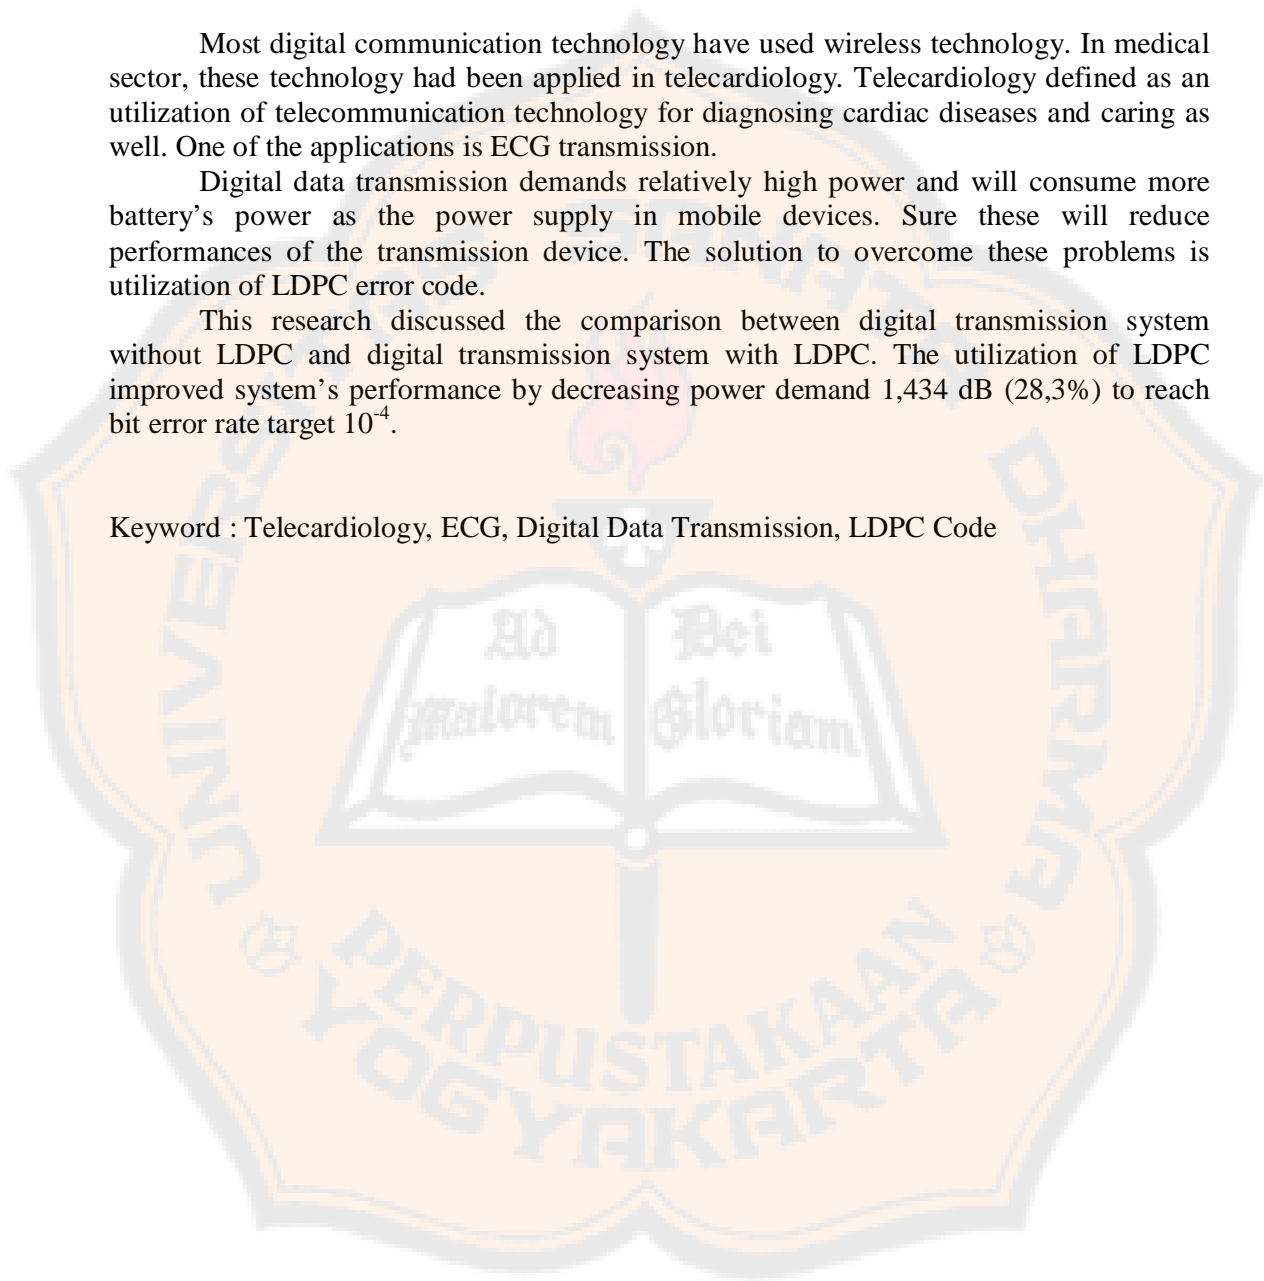 Most digital communication technology have used wireless technology. In medical
sector, these technology had been applied in telecardiology. Telecardiology defined as an
utilization of telecommunication technology for diagnosing cardiac diseases and caring as
well. One of the applications is ECG transmission.
Digital data transmission demands relatively high power and will consume more
battery’s power as the power supply in mobile devices. Sure these will reduce
performances of the transmission device. The solution to overcome these problems is
utilization of LDPC error code.
This research discussed the comparison between digital transmission system
without LDPC and digital transmission system with LDPC. The utilization of LDPC
improved system’s performance by decreasing power demand 1,434 dB (28,3%) to reach
bit error rate target 10⁻⁴.
Keyword : Telecardiology, ECG, Digital Data Transmission, LDPC Code
UNIVERSITAS SANATA DHARMA
Ad Dei
maiorem Gloriam
PERPUSTAKAAN
YOGYAKARTA